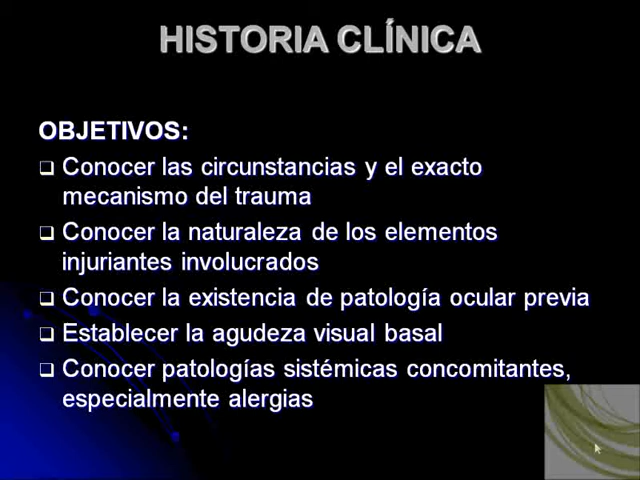 HISTORIA CLÍNICA
OBJETIVOS:
Conocer las circunstancias y el exacto
mecanismo del trauma
Conocer la naturaleza de los elementos
injuriantes involucrados
Conocer la existencia de patología ocular previa
Establecer la agudeza visual basal
Conocer patologías sistémicas concomitantes,
especialmente alergias